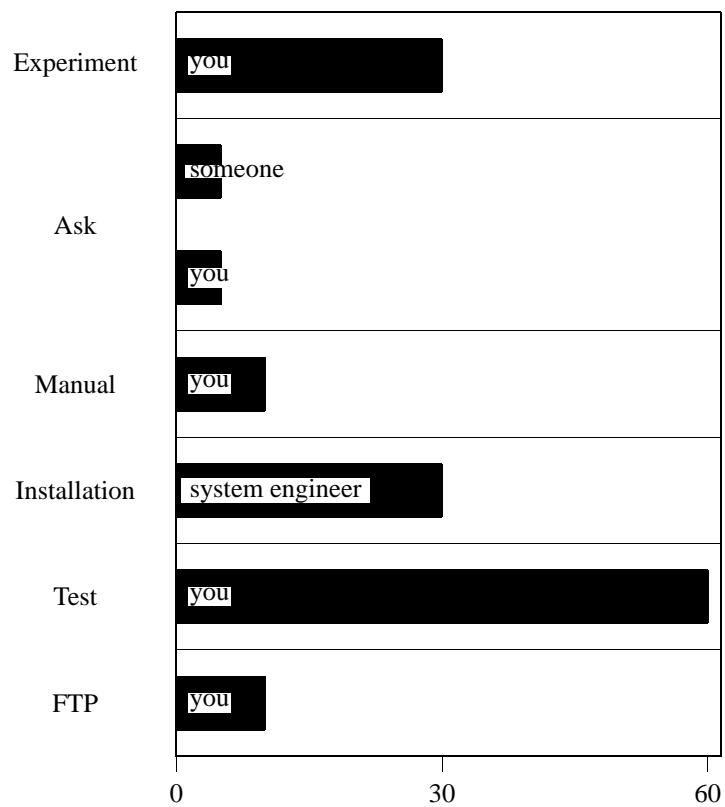 Experiment
you
someone
Ask
you
Manual
you
Installation
system engineer
Test
you
FTP
you
0 30 60